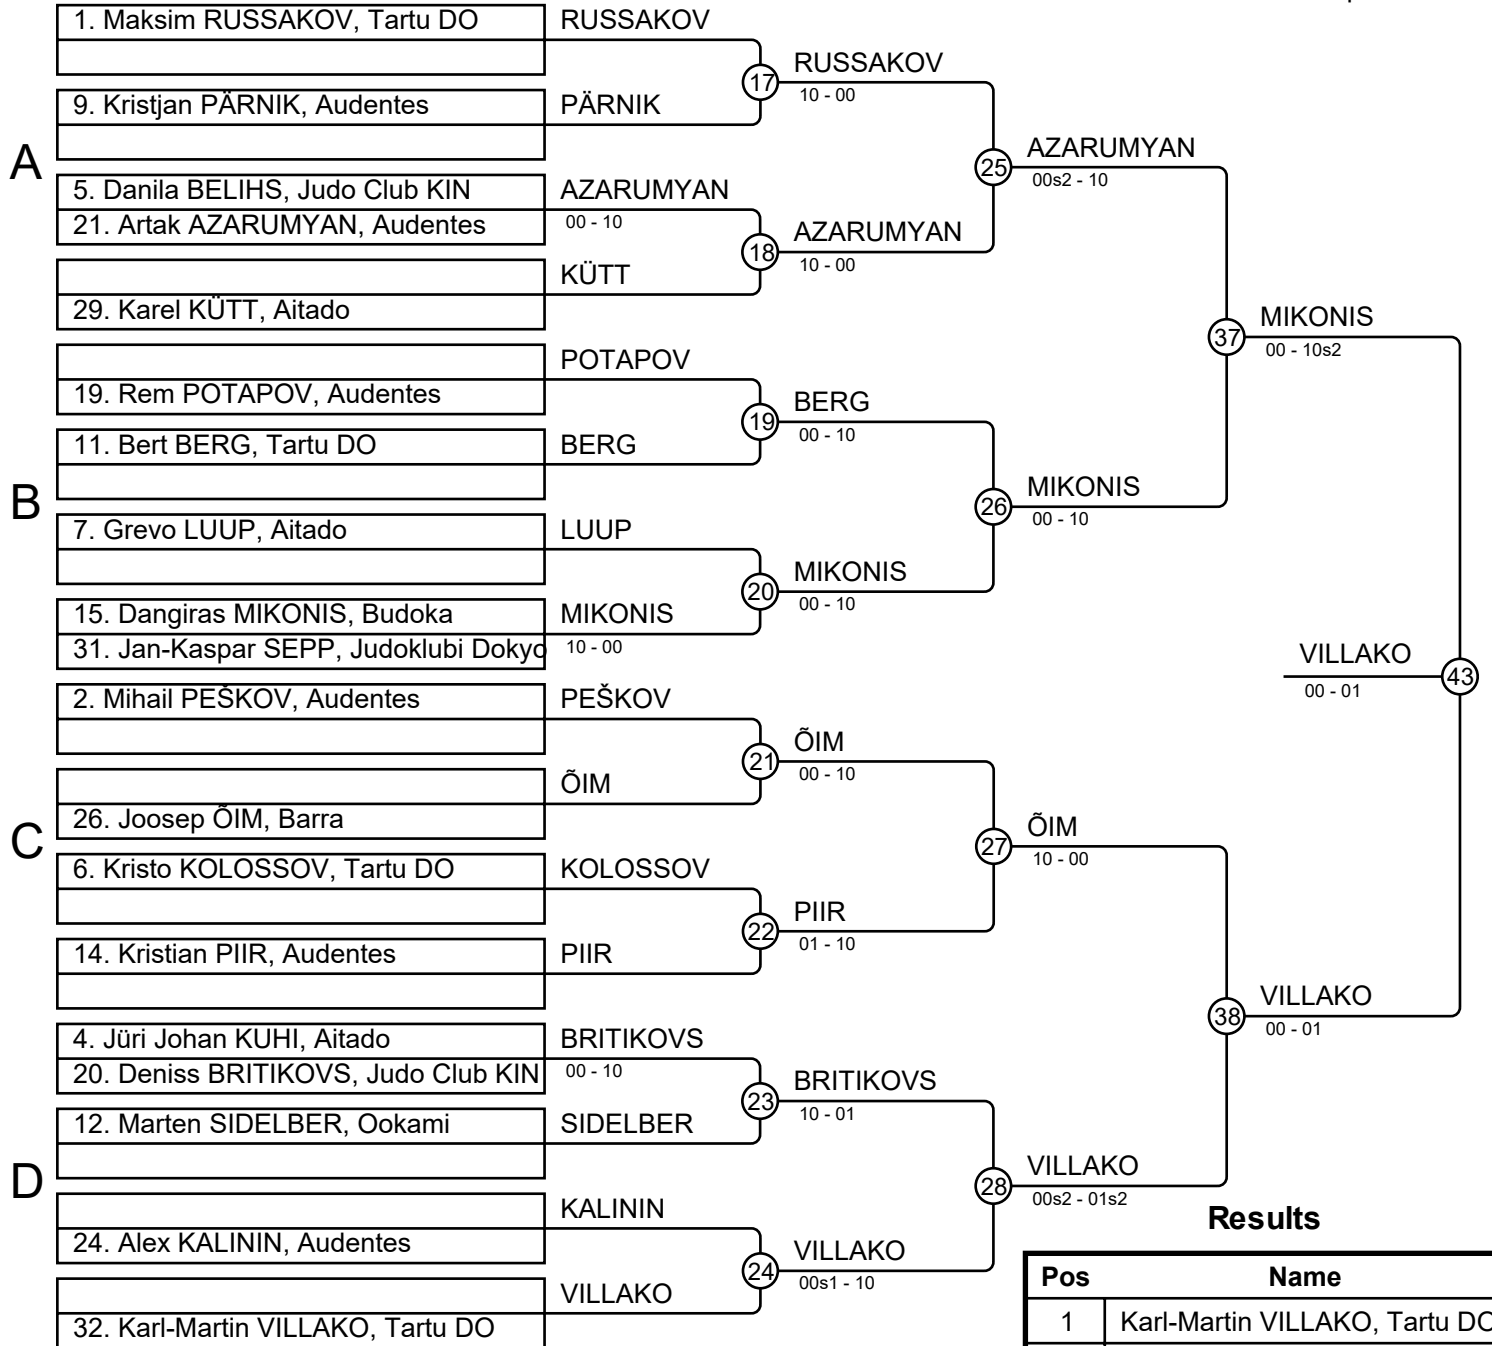 1. Maksim RUSSAKOV, Tartu DO
9. Kristjan PÄRNIK, Audentes
A
5. Danila BELIHS, Judo Club KIN
21. Artak AZARUMYAN, Audentes
29. Karel KÜTT, Aitado
19. Rem POTAPOV, Audentes
11. Bert BERG, Tartu DO
B
7. Grevo LUUP, Aitado
15. Dangiras MIKONIS, Budoka
31. Jan-Kaspar SEPP, Judoklubi Dokyo
2. Mihail PEŠKOV, Audentes
26. Joosep ÕIM, Barra
C
6. Kristo KOLOSSOV, Tartu DO
14. Kristian PIIR, Audentes
4. Jüri Johan KUHI, Aitado
20. Deniss BRITIKOVS, Judo Club KIN
12. Marten SIDELBER, Ookami
D
24. Alex KALININ, Audentes
32. Karl-Martin VILLAKO, Tartu DO
RUSSAKOV
PÄRNIK
AZARUMYAN
00 - 10
KÜTT
POTAPOV
BERG
LUUP
MIKONIS
10 - 00
PEŠKOV
ÕIM
KOLOSSOV
PIIR
BRITIKOVS
00 - 10
SIDELBER
KALININ
VILLAKO
17
RUSSAKOV
10 - 00
18
AZARUMYAN
10 - 00
19
BERG
00 - 10
20
MIKONIS
00 - 10
21
ÕIM
00 - 10
22
PIIR
01 - 10
23
BRITIKOVS
10 - 01
24
VILLAKO
00s1 - 10
25
AZARUMYAN
00s2 - 10
26
MIKONIS
00 - 10
27
ÕIM
10 - 00
28
VILLAKO
00s2 - 01s2
37
MIKONIS
00 - 10s2
38
VILLAKO
00 - 01
43
VILLAKO
00 - 01
Results
Pos Name
1 Karl-Martin VILLAKO, Tartu DO